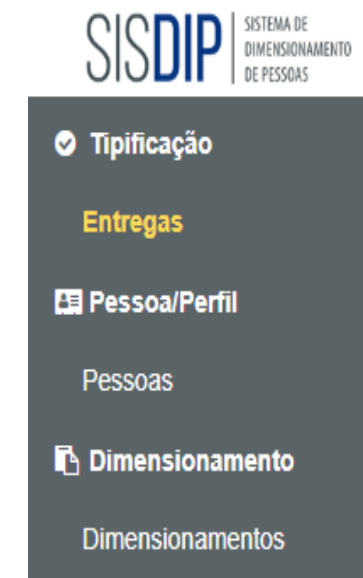 SISDIP
SISTEMA DE
DIMENSIONAMENTO
DE PESSOAS
Tipificação
Entregas
Pessoa/Perfil
Pessoas
Dimensionamento
Dimensionamentos